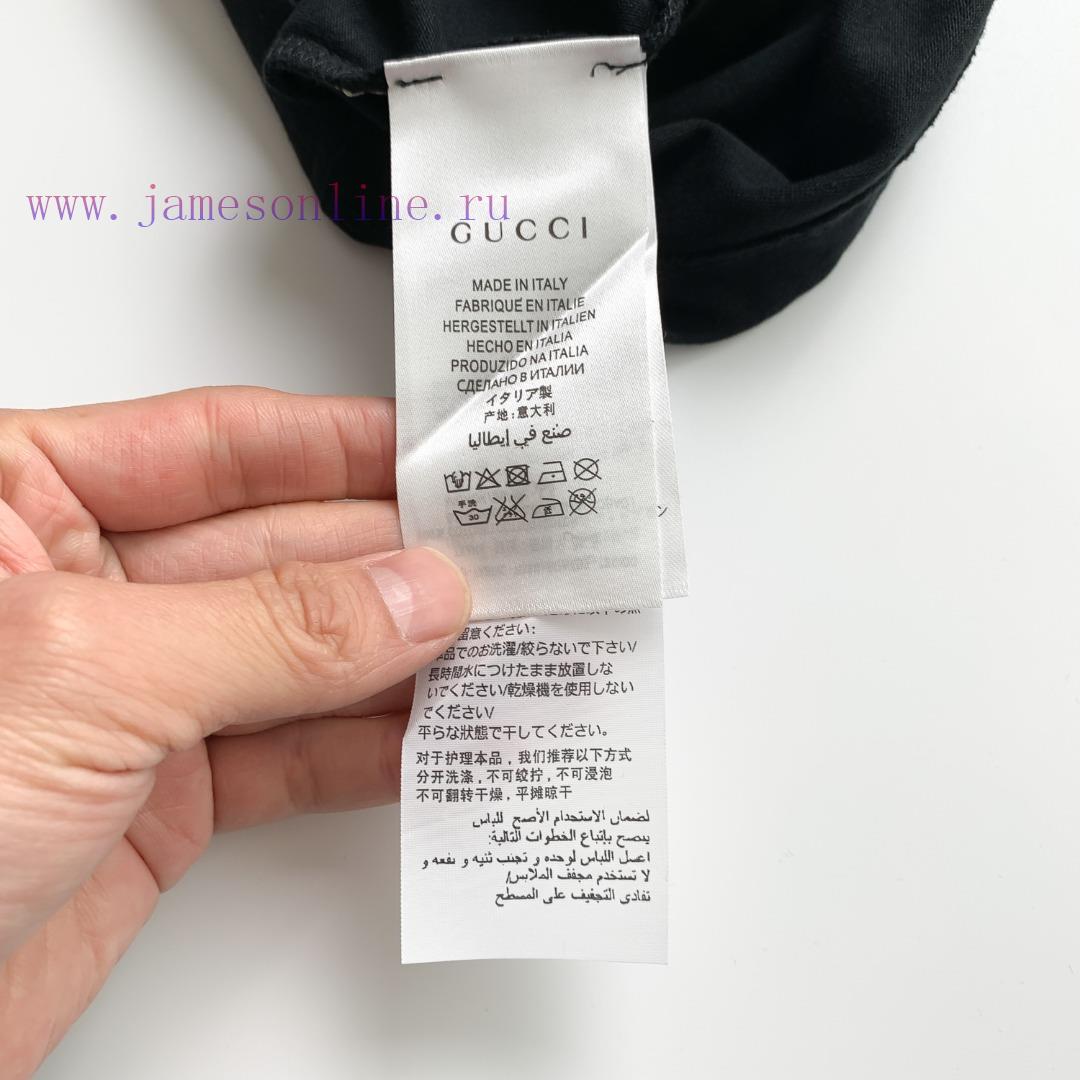 www.jamesonline.ru
GUCCI
MADE IN ITALY
FABRIQUÉ EN ITALIE
HERGESTELLT IN ITALIEN
HECHO EN ITALIA
PRODUZIDO NA ITALIA
СДЕЛАНО В ИТАЛИИ
イタリア製
产地:意大利
صنع في إيطاليا
手洗
30
留意ください:
品でのお洗濯/絞らないで下さい/
長時間水につけたまま放置しな
いでください/乾燥機を使用しない
でください/
平らな狀態で干してください。
对于护理本品，我们推荐以下方式
分开洗涤，不可绞拧，不可浸泡
不可翻转干燥，平摊晾干
لضمان الاستخدام الأصح للباس
ينصح بإتباع الخطوات التالية:
اغسل اللباس لوحده و تجنب ثنيه و نقعه و
لا تستخدم مجفف الملابس/
تفادى التجفيف على المسطح